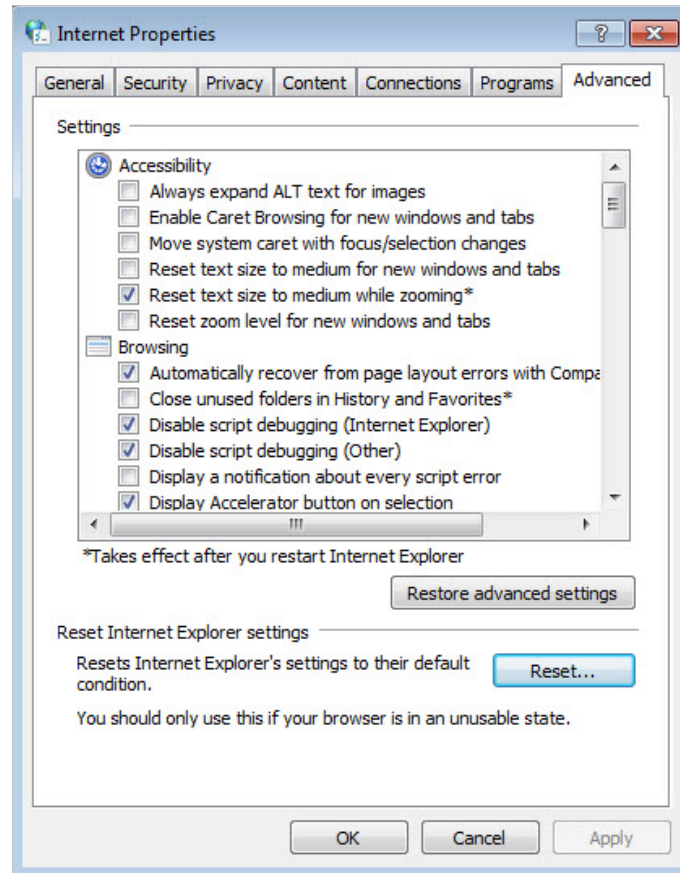 Internet Properties
General Security Privacy Content Connections Programs Advanced
Settings
Accessibility
Always expand ALT text for images
Enable Caret Browsing for new windows and tabs
Move system caret with focus/selection changes
Reset text size to medium for new windows and tabs
Reset text size to medium while zooming*
Reset zoom level for new windows and tabs
Browsing
Automatically recover from page layout errors with Compa
Close unused folders in History and Favorites*
Disable script debugging (Internet Explorer)
Disable script debugging (Other)
Display a notification about every script error
Display Accelerator button on selection
*Takes effect after you restart Internet Explorer
Restore advanced settings
Reset Internet Explorer settings
Resets Internet Explorer's settings to their default
condition.
Reset...
You should only use this if your browser is in an unusable state.
OK Cancel Apply